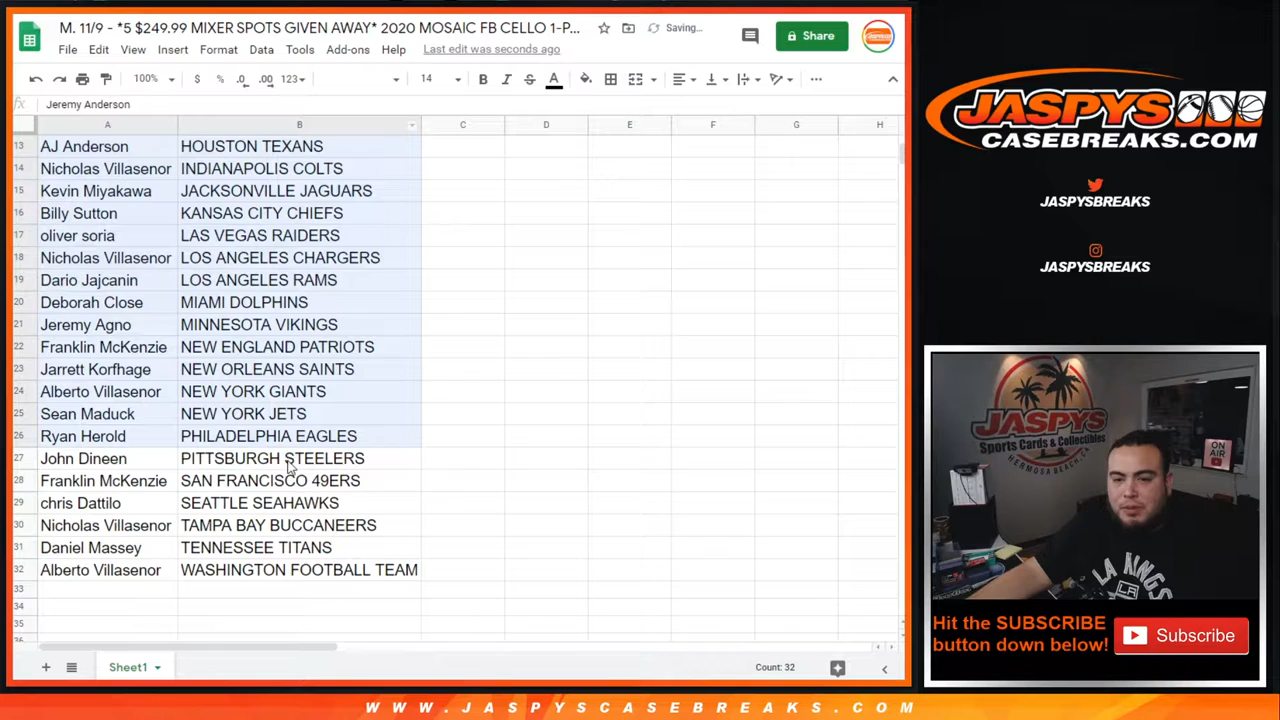 M. 11/9 - *5 $249.99 MIXER SPOTS GIVEN AWAY* 2020 MOSAIC FB CELLO 1-P... Saving...
File Edit View Insert Format Data Tools Add-ons Help Last edit was seconds ago
Share
100% $ % .0 .00 123 14 B I S A
fx Jeremy Anderson
A B C D E F G H
13 AJ Anderson HOUSTON TEXANS
14 Nicholas Villasenor INDIANAPOLIS COLTS
15 Kevin Miyakawa JACKSONVILLE JAGUARS
16 Billy Sutton KANSAS CITY CHIEFS
17 oliver soria LAS VEGAS RAIDERS
18 Nicholas Villasenor LOS ANGELES CHARGERS
19 Dario Jajcanin LOS ANGELES RAMS
20 Deborah Close MIAMI DOLPHINS
21 Jeremy Agno MINNESOTA VIKINGS
22 Franklin McKenzie NEW ENGLAND PATRIOTS
23 Jarrett Korfhage NEW ORLEANS SAINTS
24 Alberto Villasenor NEW YORK GIANTS
25 Sean Maduck NEW YORK JETS
26 Ryan Herold PHILADELPHIA EAGLES
27 John Dineen PITTSBURGH STEELERS
28 Franklin McKenzie SAN FRANCISCO 49ERS
29 chris Dattilo SEATTLE SEAHAWKS
30 Nicholas Villasenor TAMPA BAY BUCCANEERS
31 Daniel Massey TENNESSEE TITANS
32 Alberto Villasenor WASHINGTON FOOTBALL TEAM
33
34
35
36
Sheet1 Count: 32
JASPYS
CASEBREAKS.COM
JASPYSBREAKS
JASPYSBREAKS
JASPYS
Sports Cards & Collectibles
HERMOSA BEACH, CA
ON AIR
LA KINGS
LA
Hit the SUBSCRIBE
button down below!
Subscribe
WWW.JASPYSCASEBREAKS.COM